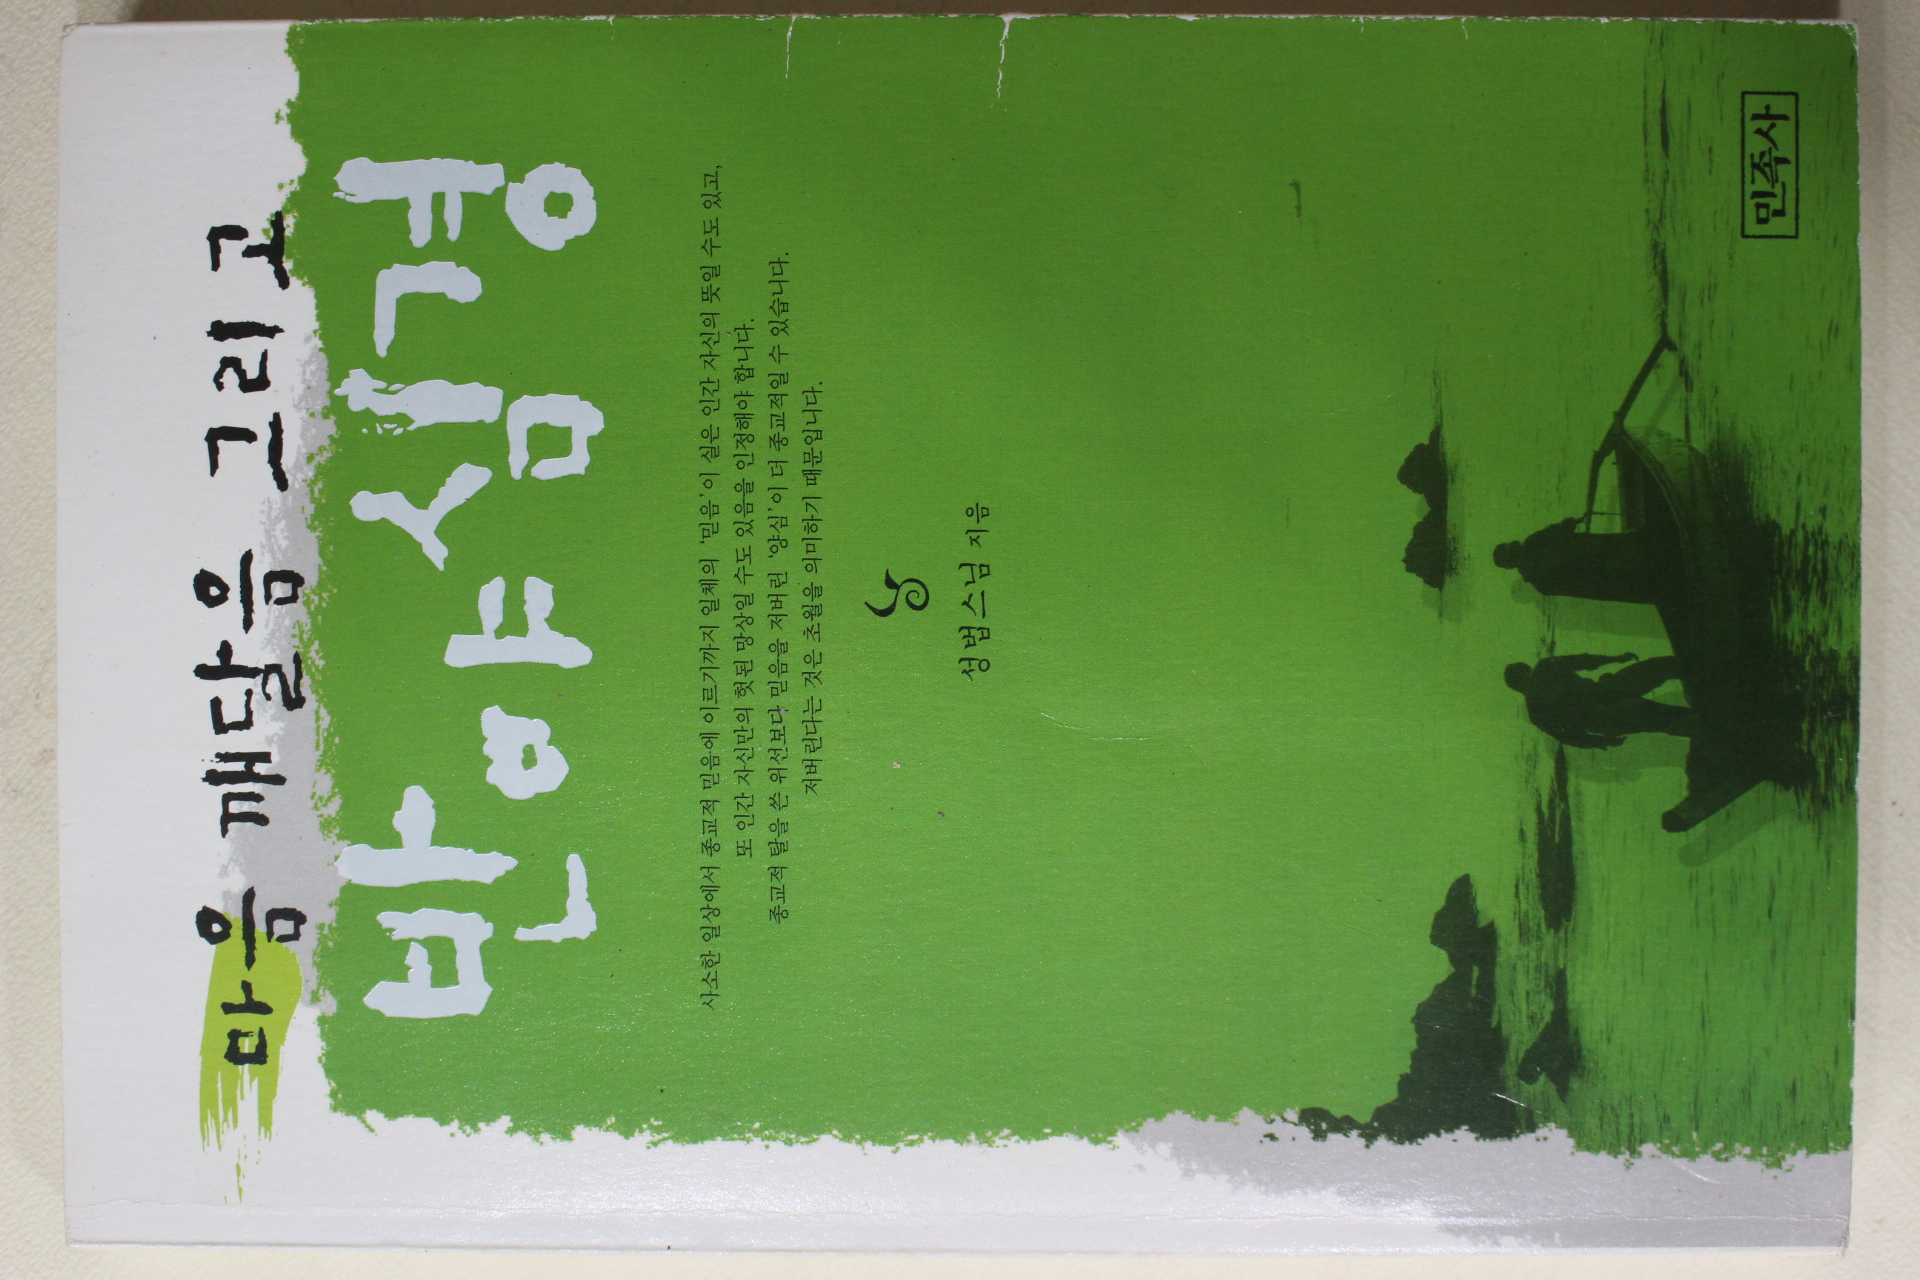 마음 깨달음 그리고
반야심경
사소한 일상에서 종교적 믿음에 이르기까지 일체의 '믿음'이 실은 인간 자신의 뜻일 수도 있고,
또 인간 자신만의 헛된 망상일 수도 있음을 인정해야 합니다.
종교적 탈을 쓴 위선보다 믿음을 저버린 '양심'이 더 종교적일 수 있습니다.
저버린다는 것은 초월을 의미하기 때문입니다.
성법스님 지음
민족사